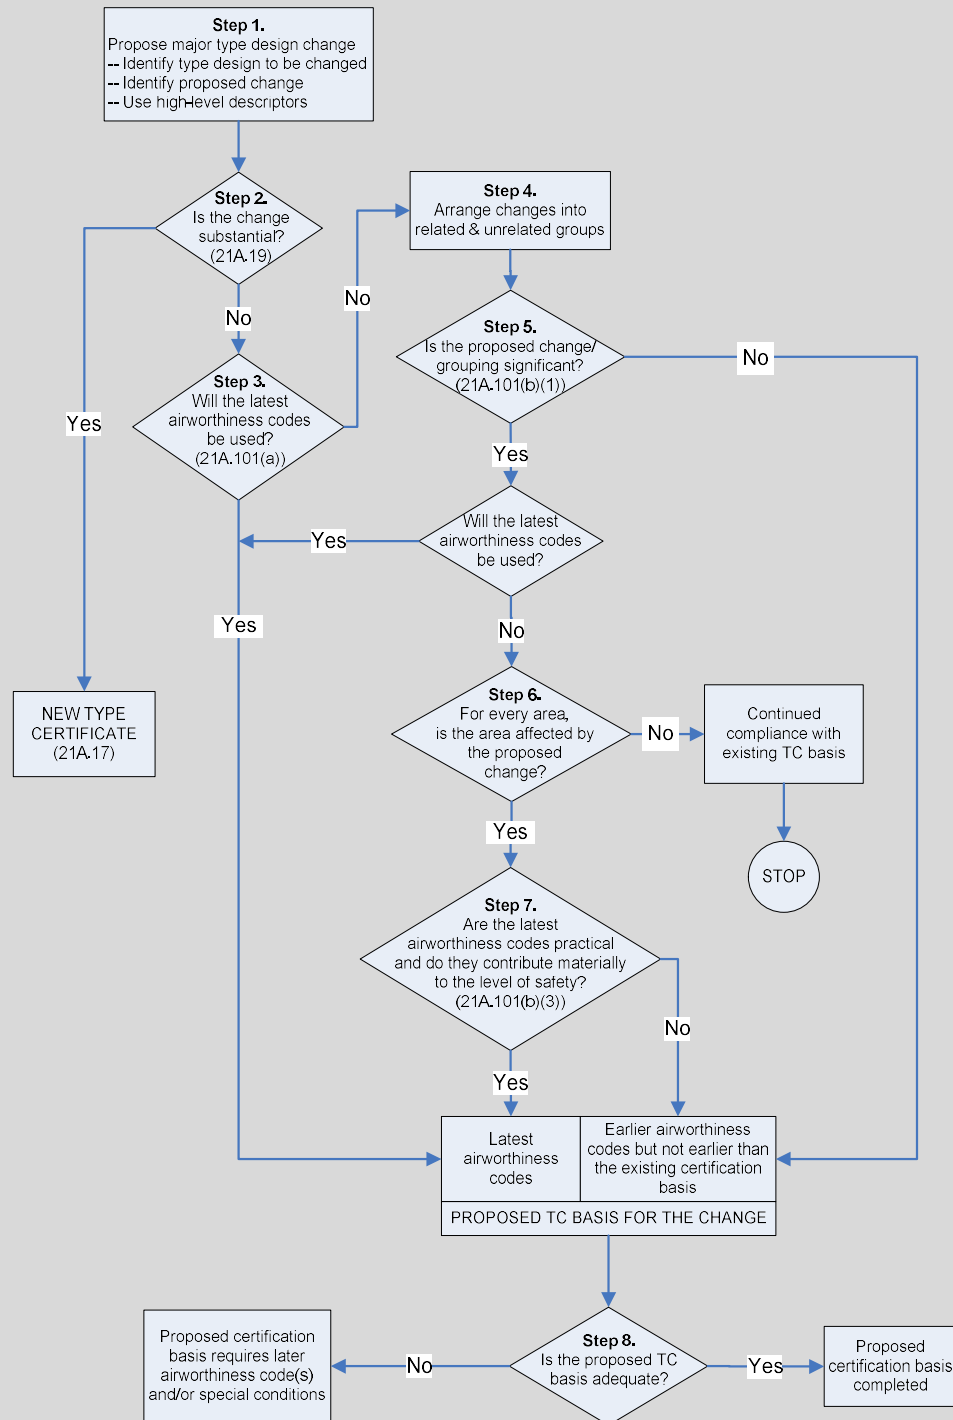 Step 1.
Propose major type design change
-- Identify type design to be changed
-- Identify proposed change
-- Use high-level descriptors
Step 2.
Is the change
substantial?
(21A.19)
Yes
No
NEW TYPE
CERTIFICATE
(21A.17)
Step 3.
Will the latest
airworthiness codes
be used?
(21A.101(a))
No
Yes
Step 4.
Arrange changes into
related & unrelated groups
Step 5.
Is the proposed change/
grouping significant?
(21A.101(b)(1))
No
Yes
Will the latest
airworthiness codes
be used?
Yes
No
Step 6.
For every area,
is the area affected by
the proposed
change?
No
Continued
compliance with
existing TC basis
STOP
Yes
Step 7.
Are the latest
airworthiness codes practical
and do they contribute materially
to the level of safety?
(21A.101(b)(3))
No
Yes
Latest
airworthiness
codes
Earlier airworthiness
codes but not earlier than
the existing certification
basis
PROPOSED TC BASIS FOR THE CHANGE
Step 8.
Is the proposed TC
basis adequate?
No
Proposed certification
basis requires later
airworthiness code(s)
and/or special conditions
Yes
Proposed
certification basis
completed